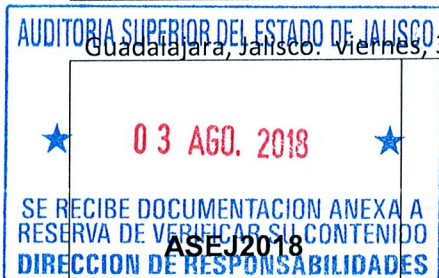 AUDITORIA SUPERIOR DEL ESTADO DE JALISCO
Guadalajara, Jalisco. viernes, 3
03 AGO. 2018
SE RECIBE DOCUMENTACION ANEXA A
RESERVA DE VERIFICAR SU CONTENIDO
ASEJ2018
DIRECCION DE RESPONSABILIDADES